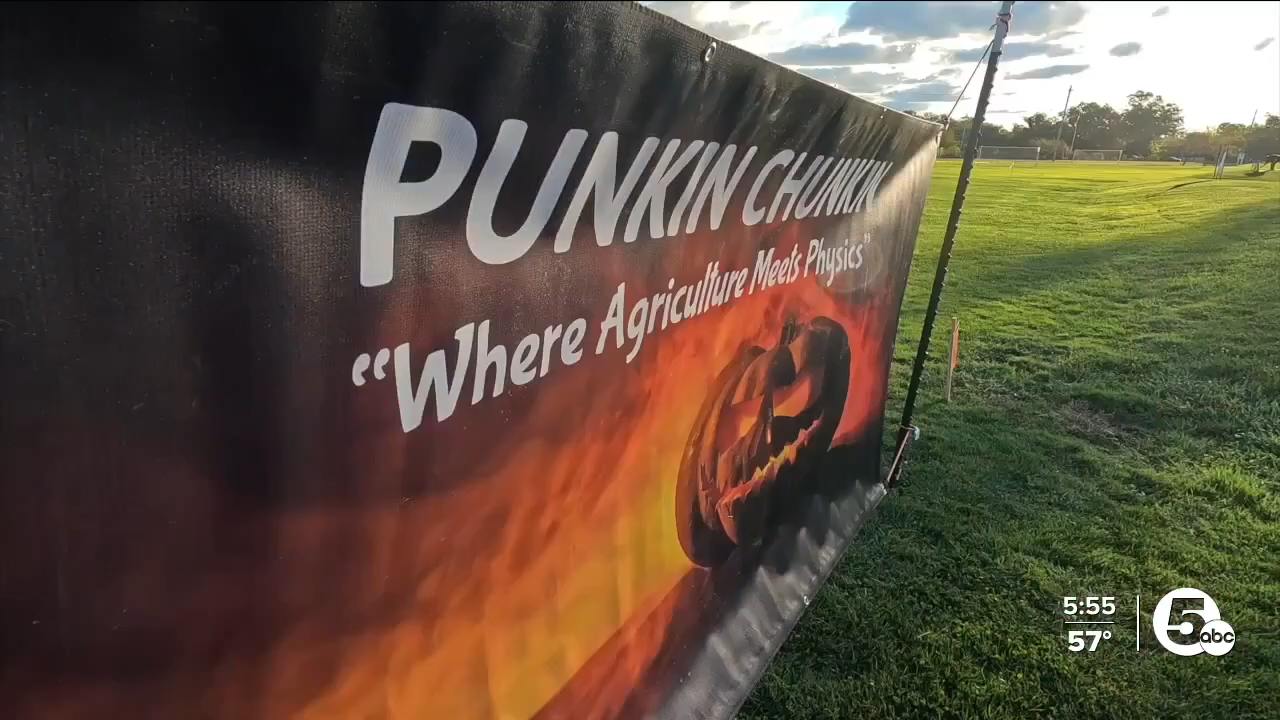 PUNKIN CHUNKIN
“Where Agriculture Meets Physics”
5:55
57°
5 abc